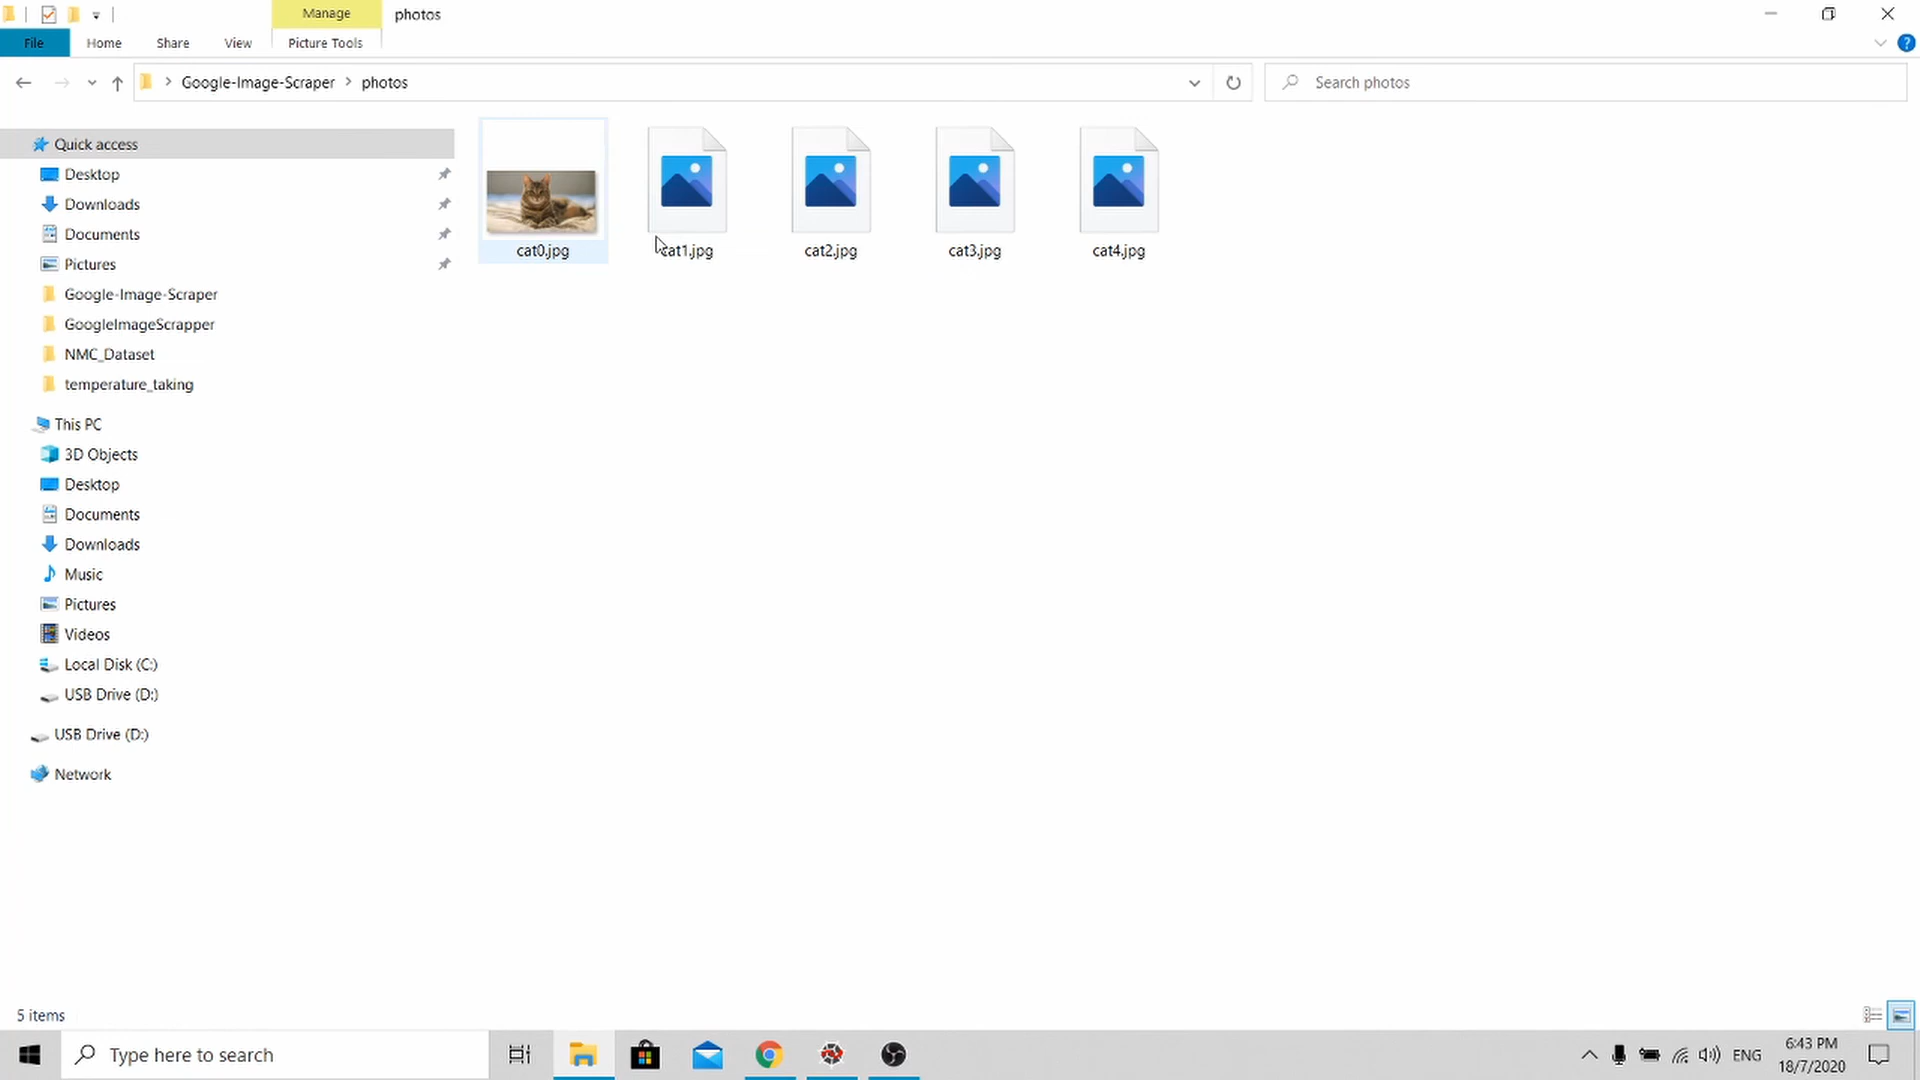 Manage
photos
File
Home
Share
View
Picture Tools
Google-Image-Scraper
photos
Search photos
Quick access
Desktop
Downloads
Documents
Pictures
Google-Image-Scraper
GoogleImageScrapper
NMC_Dataset
temperature_taking
This PC
3D Objects
Desktop
Documents
Downloads
Music
Pictures
Videos
Local Disk (C:)
USB Drive (D:)
USB Drive (D:)
Network
cat0.jpg
cat1.jpg
cat2.jpg
cat3.jpg
cat4.jpg
5 items
Type here to search
ENG
6:43 PM
18/7/2020